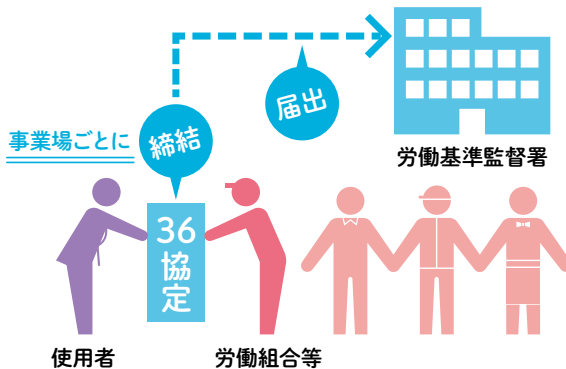 届出
事業場ごとに
締結
労働基準監督署
36
協
定
使用者
労働組合等